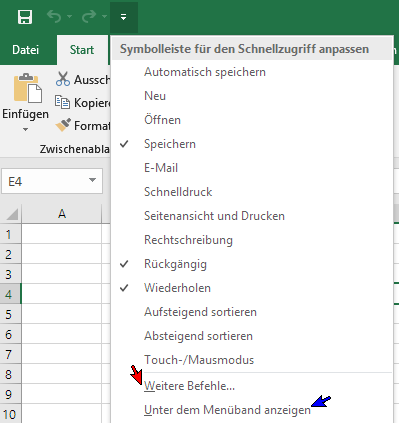 Datei
Start
Symbolleiste für den Schnellzugriff anpassen
Automatisch speichern
Neu
Öffnen
Speichern
E-Mail
Schnelldruck
Seitenansicht und Drucken
Rechtschreibung
Rückgängig
Wiederholen
Aufsteigend sortieren
Absteigend sortieren
Touch-/Mausmodus
Weitere Befehle...
Unter dem Menüband anzeigen
Einfügen
Aussch
Kopiere
Format
Zwischenabla
E4
A
1
2
3
4
5
6
7
8
9
10